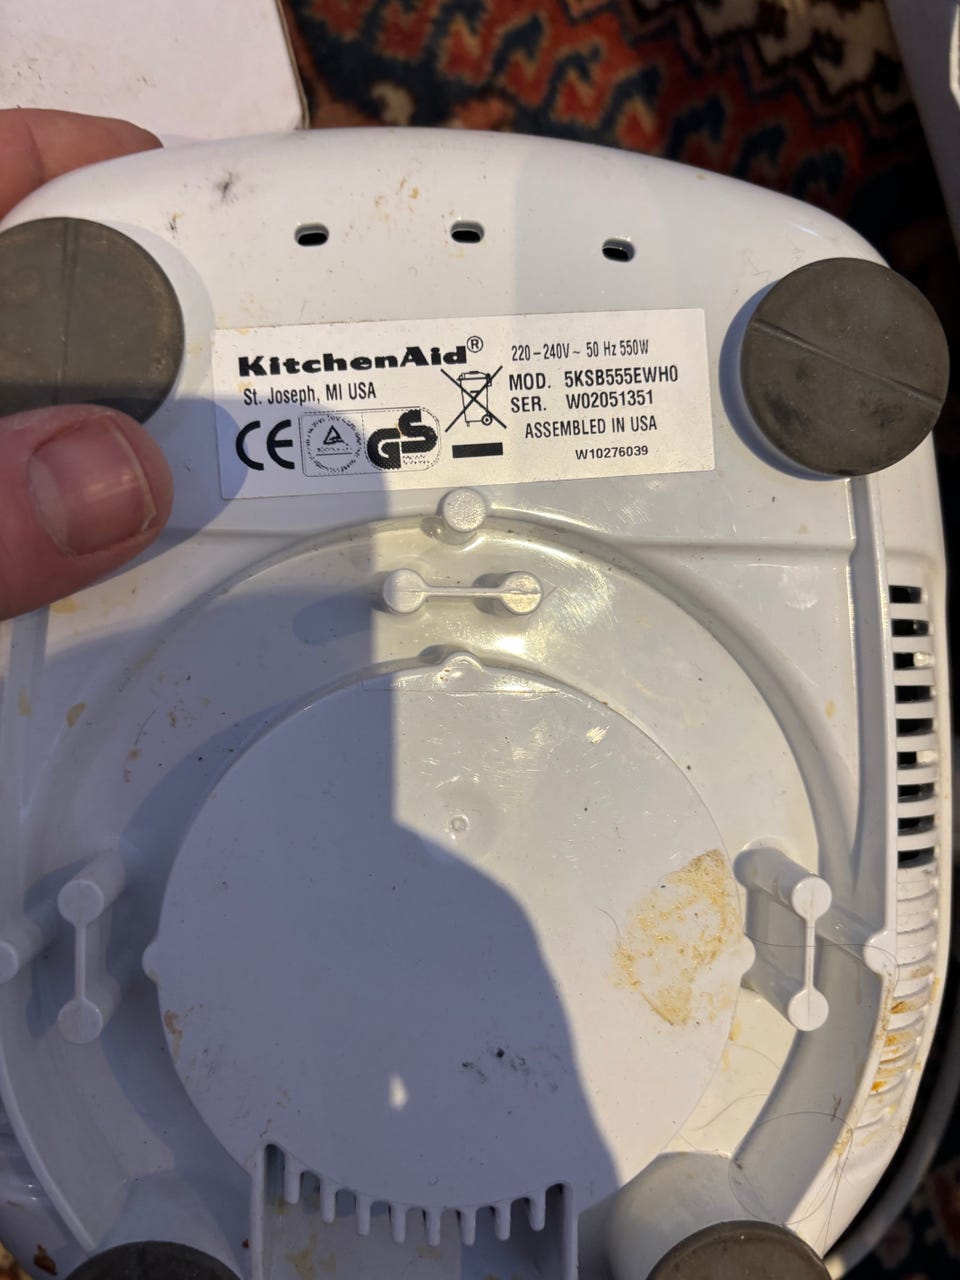 KitchenAid®
St. Joseph, MI USA
CE
GS
220-240V ~ 50 Hz 550W
MOD. 5KSB555EWH0
SER. W02051351
ASSEMBLED IN USA
W10276039